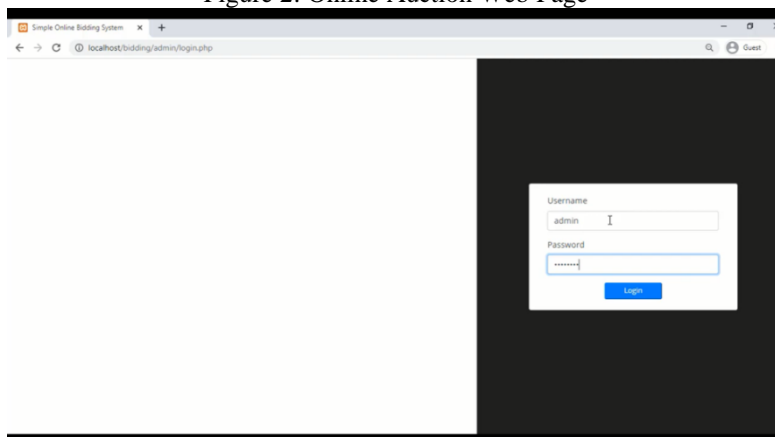 Figure 2. Online Auction Web Page
Simple Online Bidding System
localhost/bidding/admin/login.php
Guest
Username
admin
Password
Login